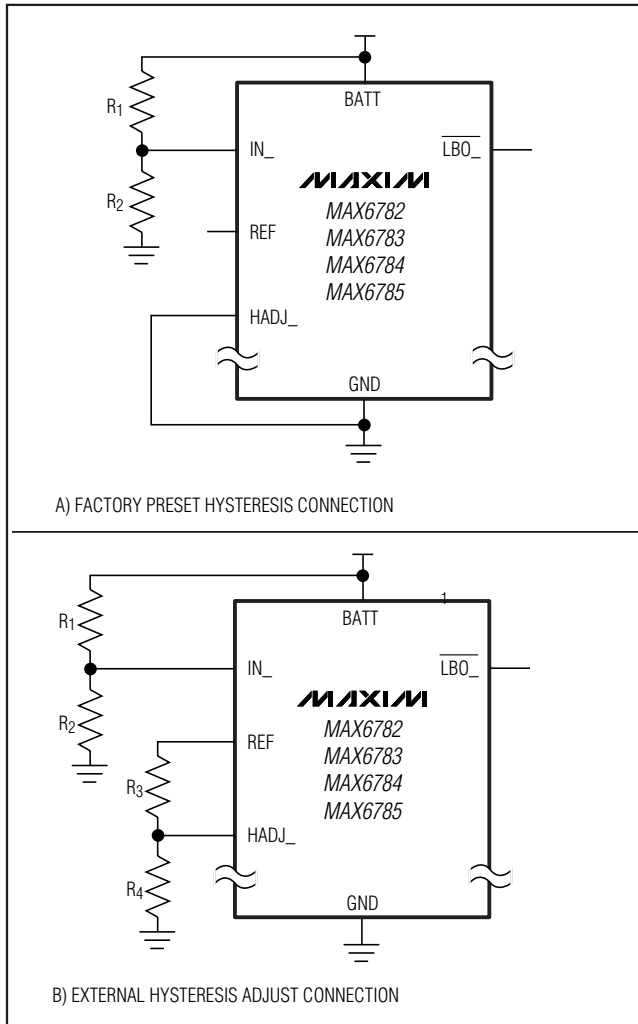 BATT
R1
IN_
LBO_
MAXIM
R2
MAX6782
REF
MAX6783
MAX6784
MAX6785
HADJ_
GND
A) FACTORY PRESET HYSTERESIS CONNECTION
1
BATT
R1
IN_
LBO_
MAXIM
R2
MAX6782
REF
MAX6783
R3
MAX6784
MAX6785
HADJ_
R4
GND
B) EXTERNAL HYSTERESIS ADJUST CONNECTION